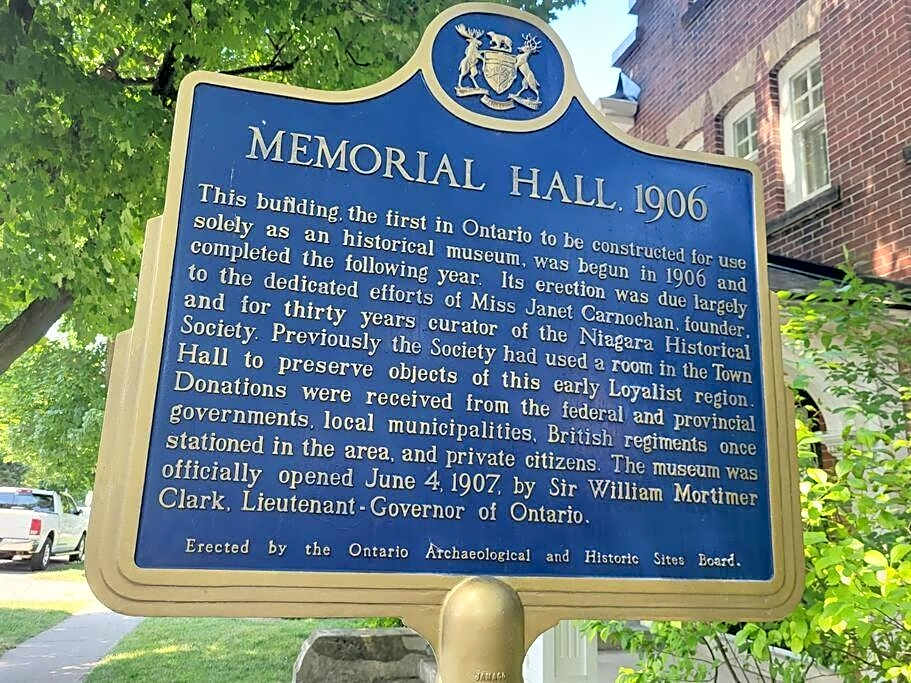 MEMORIAL HALL, 1906
This building, the first in Ontario to be constructed for use
solely as an historical museum, was begun in 1906 and
completed the following year. Its erection was due largely
to the dedicated efforts of Miss Janet Carnochan, founder,
and for thirty years curator of the Niagara Historical
Society. Previously the Society had used a room in the Town
Hall to preserve objects of this early Loyalist region.
Donations were received from the federal and provincial
governments, local municipalities, British regiments once
stationed in the area, and private citizens. The museum was
officially opened June 4, 1907, by Sir William Mortimer
Clark, Lieutenant-Governor of Ontario.
Erected by the Ontario Archaeological and Historic Sites Board.